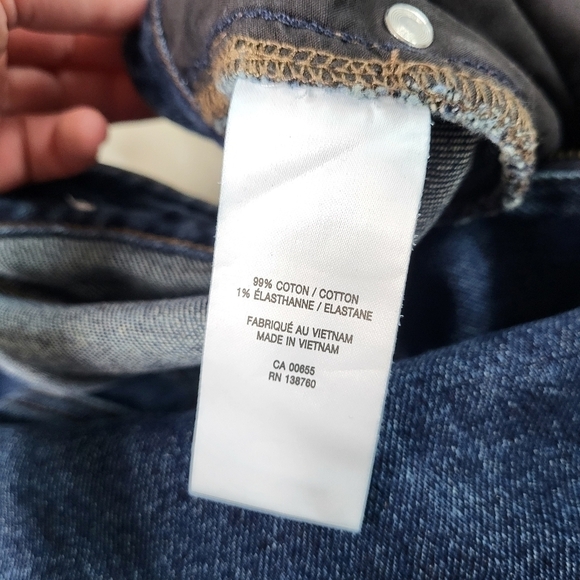 99% COTON / COTTON
1% ÉLASTHANNE / ELASTANE
FABRIQUÉ AU VIETNAM
MADE IN VIETNAM
CA 00655
RN 138760